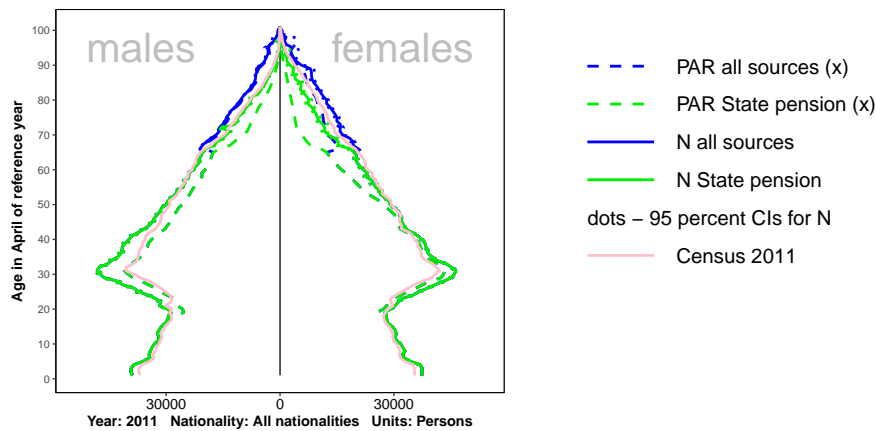 males females
100
90
80
70
60
50
40
30
20
10
0
Age in April of reference year
30000 0 30000
Year: 2011 Nationality: All nationalities Units: Persons
PAR all sources (x)
PAR State pension (x)
N all sources
N State pension
dots – 95 percent CIs for N
Census 2011